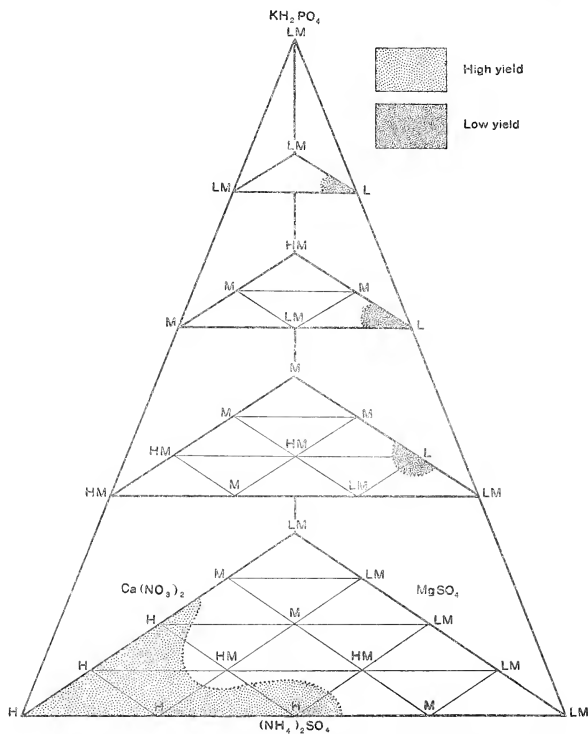 KH₂PO₄
LM
High yield
Low yield
LM
LM L
HM
M M
M LM L
M
M M
HM HM L
HM M LM LM
LM
Ca(NO₃)₂ MgSO₄
M LM
H M LM
H HM HM LM
H H H M LM
(NH₄)₂SO₄